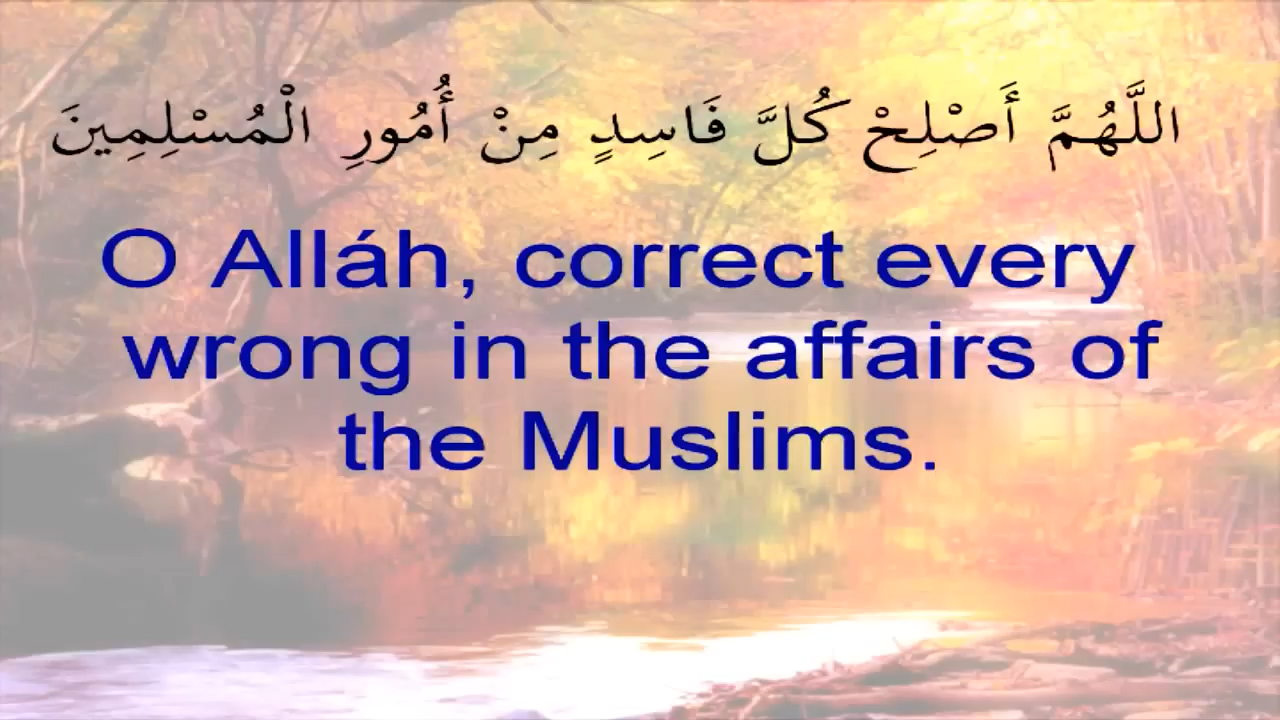 اللَّهُمَّ أَصْلِحْ كُلَّ فَاسِدٍ مِنْ أُمُورِ الْمُسْلِمِينَ
O Alláh, correct every
wrong in the affairs of
the Muslims.